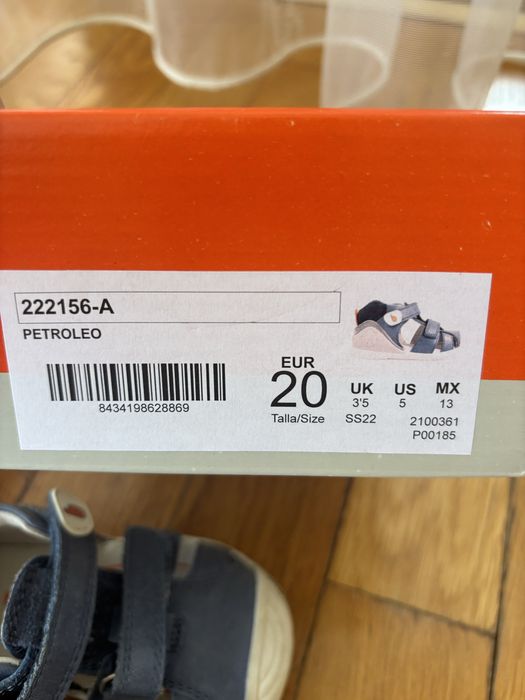 222156-A
PETROLEO
8434198628869
EUR
20
Talla/Size
UK US MX
3'5 5 13
SS22 2100361
P00185